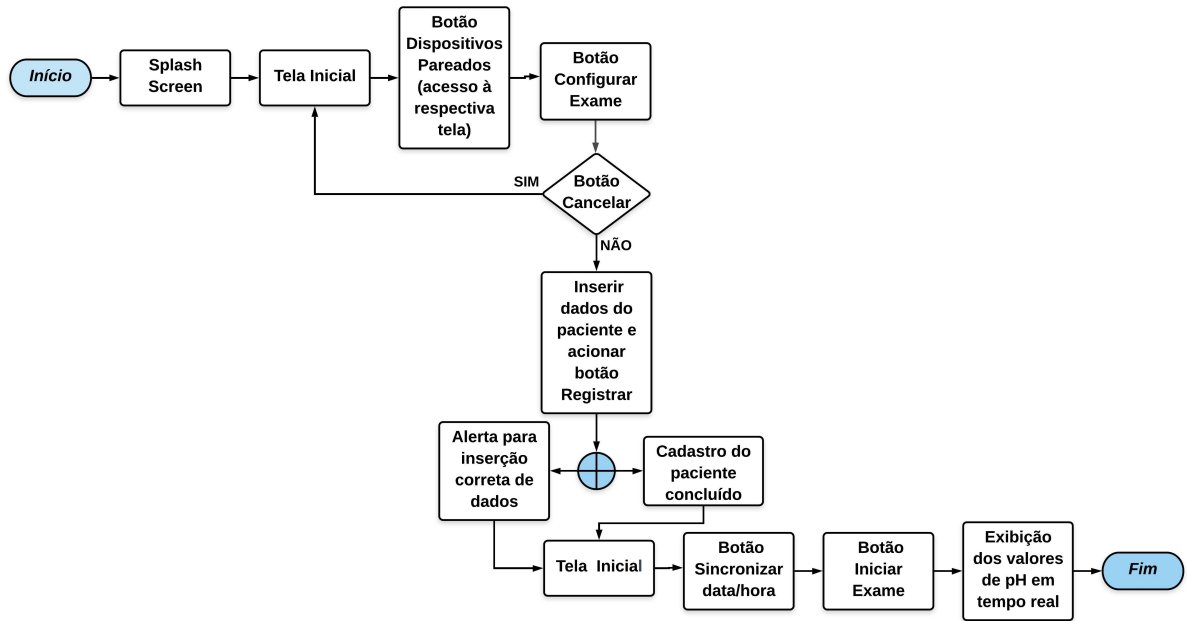 Início
Splash
Screen
Tela Inicial
Botão
Dispositivos
Pareados
(acesso à
respectiva
tela)
Botão
Configurar
Exame
Botão
Cancelar
SIM
NÃO
Inserir
dados do
paciente e
acionar
botão
Registrar
Alerta para
inserção
correta de
dados
Cadastro do
paciente
concluído
Tela Inicial
Botão
Sincronizar
data/hora
Botão
Iniciar
Exame
Exibição
dos valores
de pH em
tempo real
Fim